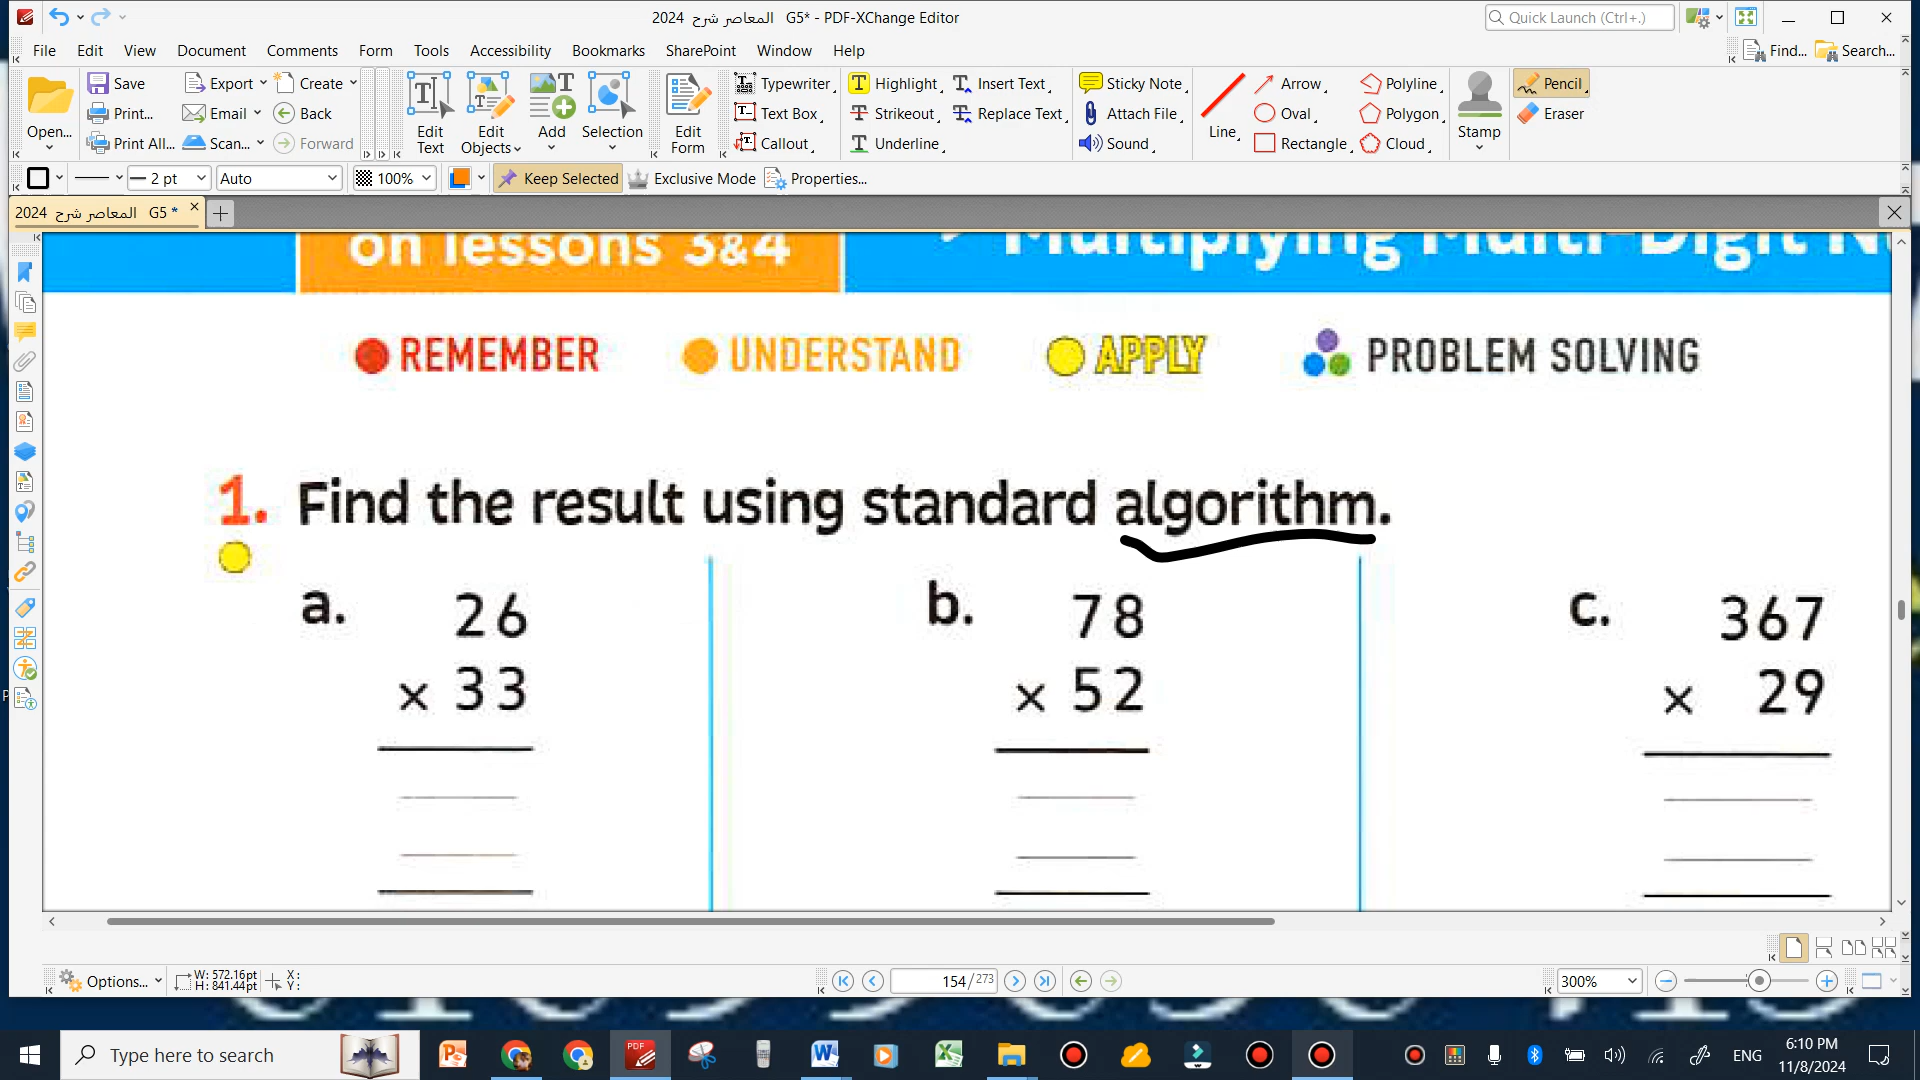 2024 المعاصر شرح G5* - PDF-XChange Editor
Quick Launch (Ctrl+.)
File Edit View Document Comments Form Tools Accessibility Bookmarks SharePoint Window Help
Find... Search...
Open... Save Print... Print All... Export Email Scan... Create Back Forward
Edit Text Edit Objects Add Selection Edit Form
Typewriter Text Box Callout
Highlight Strikeout Underline Insert Text Replace Text
Sticky Note Attach File Sound
Line Arrow Oval Rectangle Polyline Polygon Cloud
Stamp Pencil Eraser
2 pt Auto 100% Keep Selected Exclusive Mode Properties...
2024 المعاصر شرح G5 *
on lessons 3&4
Multiplying Multi-Digit
REMEMBER UNDERSTAND APPLY PROBLEM SOLVING
1. Find the result using standard algorithm.
a. 26
× 33
b. 78
× 52
c. 367
× 29
Options... W: 572.16pt H: 841.44pt X: Y: 154 / 273 300%
Type here to search
ENG
6:10 PM
11/8/2024